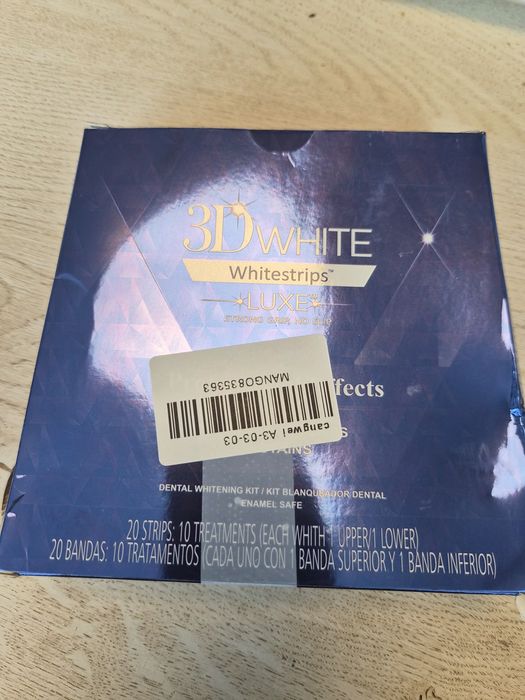 3D WHITE
Whitestrips™
LUXE™
STRONG GRIP, NO SLIP
ffects
MANGO835363
cangwei A3-03-03
S
TAINS
DENTAL WHITENING KIT / KIT BLANQUEADOR DENTAL
ENAMEL SAFE
20 STRIPS: 10 TREATMENTS (EACH WHITH 1 UPPER/1 LOWER)
20 BANDAS: 10 TRATAMENTOS (CADA UNO CON 1 BANDA SUPERIOR Y 1 BANDA INFERIOR)